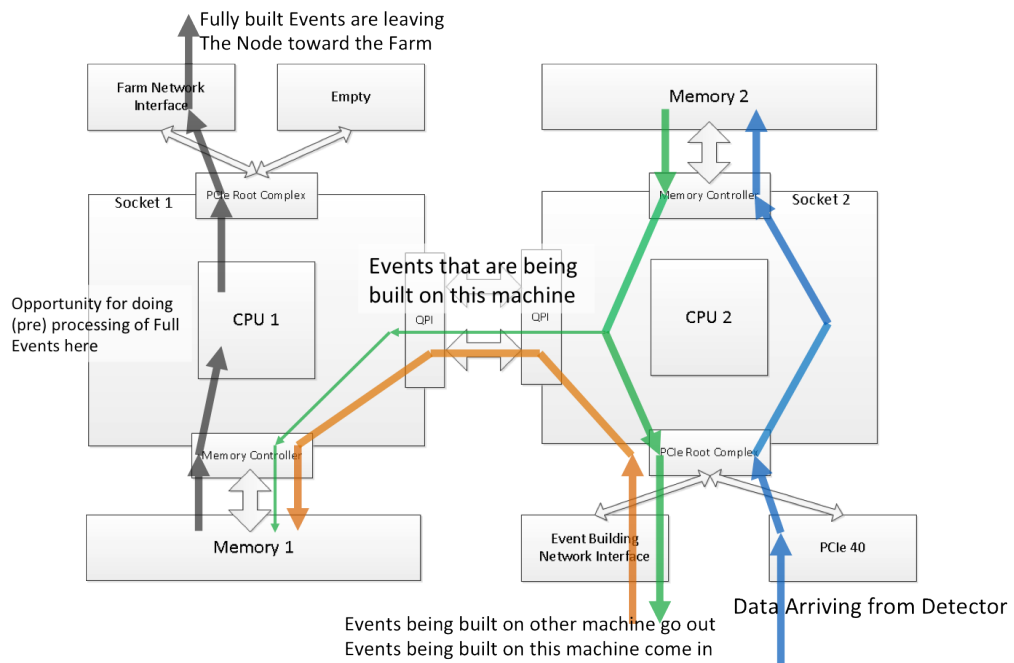 Fully built Events are leaving
The Node toward the Farm
Farm Network
Interface
Empty
Memory 2
PCIe Root Complex
Socket 1
Memory Controller
Socket 2
Events that are being
built on this machine
QPI
QPI
Opportunity for doing
(pre) processing of Full
Events here
CPU 1
CPU 2
Memory Controller
PCIe Root Complex
Memory 1
Event Building
Network Interface
PCIe 40
Data Arriving from Detector
Events being built on other machine go out
Events being built on this machine come in